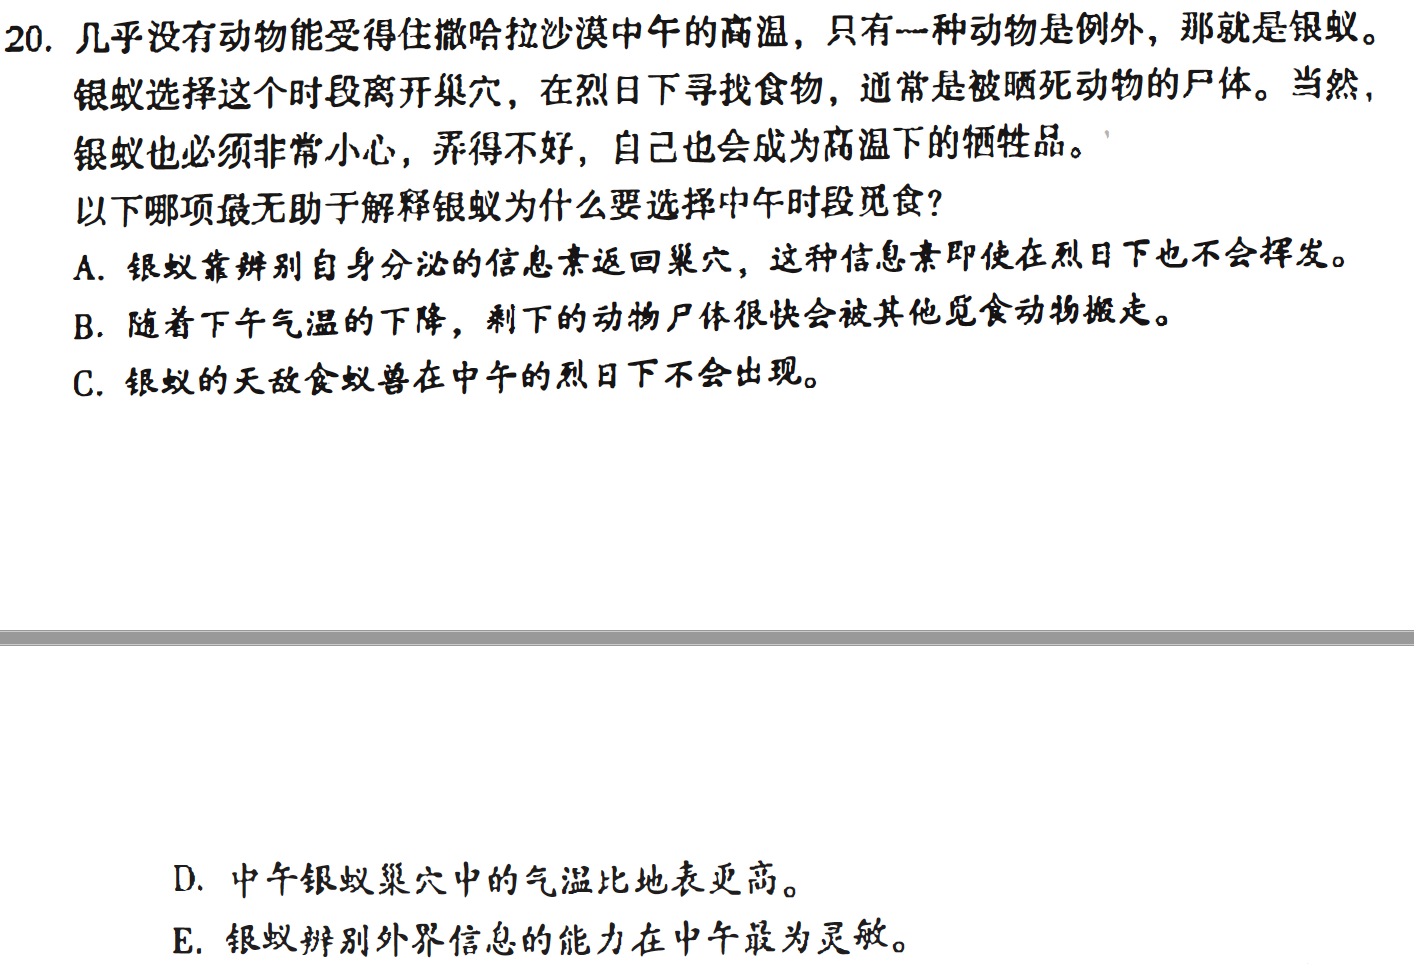 20. 几乎没有动物能受得住撒哈拉沙漠中午的高温，只有一种动物是例外，那就是银蚁。
银蚁选择这个时段离开巢穴，在烈日下寻找食物，通常是被晒死动物的尸体。当然，
银蚁也必须非常小心，弄得不好，自己也会成为高温下的牺牲品。
以下哪项最无助于解释银蚁为什么要选择中午时段觅食?
A. 银蚁靠辨别自身分泌的信息素返回巢穴，这种信息素即使在烈日下也不会挥发。
B. 随着下午气温的下降，剩下的动物尸体很快会被其他觅食动物搬走。
C. 银蚁的天敌食蚁兽在中午的烈日下不会出现。
D. 中午银蚁巢穴中的气温比地表更高。
E. 银蚁辨别外界信息的能力在中午最为灵敏。